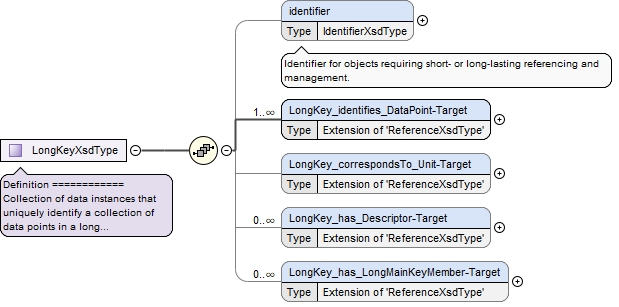 identifier
Type IdentifierXsdType
Identifier for objects requiring short- or long-lasting referencing and
management.
1..∞
LongKey_identifies_DataPoint-Target
Type Extension of 'ReferenceXsdType'
LongKeyXsdType
Definition ============
Collection of data instances that
uniquely identify a collection of
data points in a long...
LongKey_correspondsTo_Unit-Target
Type Extension of 'ReferenceXsdType'
0..∞
LongKey_has_Descriptor-Target
Type Extension of 'ReferenceXsdType'
0..∞
LongKey_has_LongMainKeyMember-Target
Type Extension of 'ReferenceXsdType'